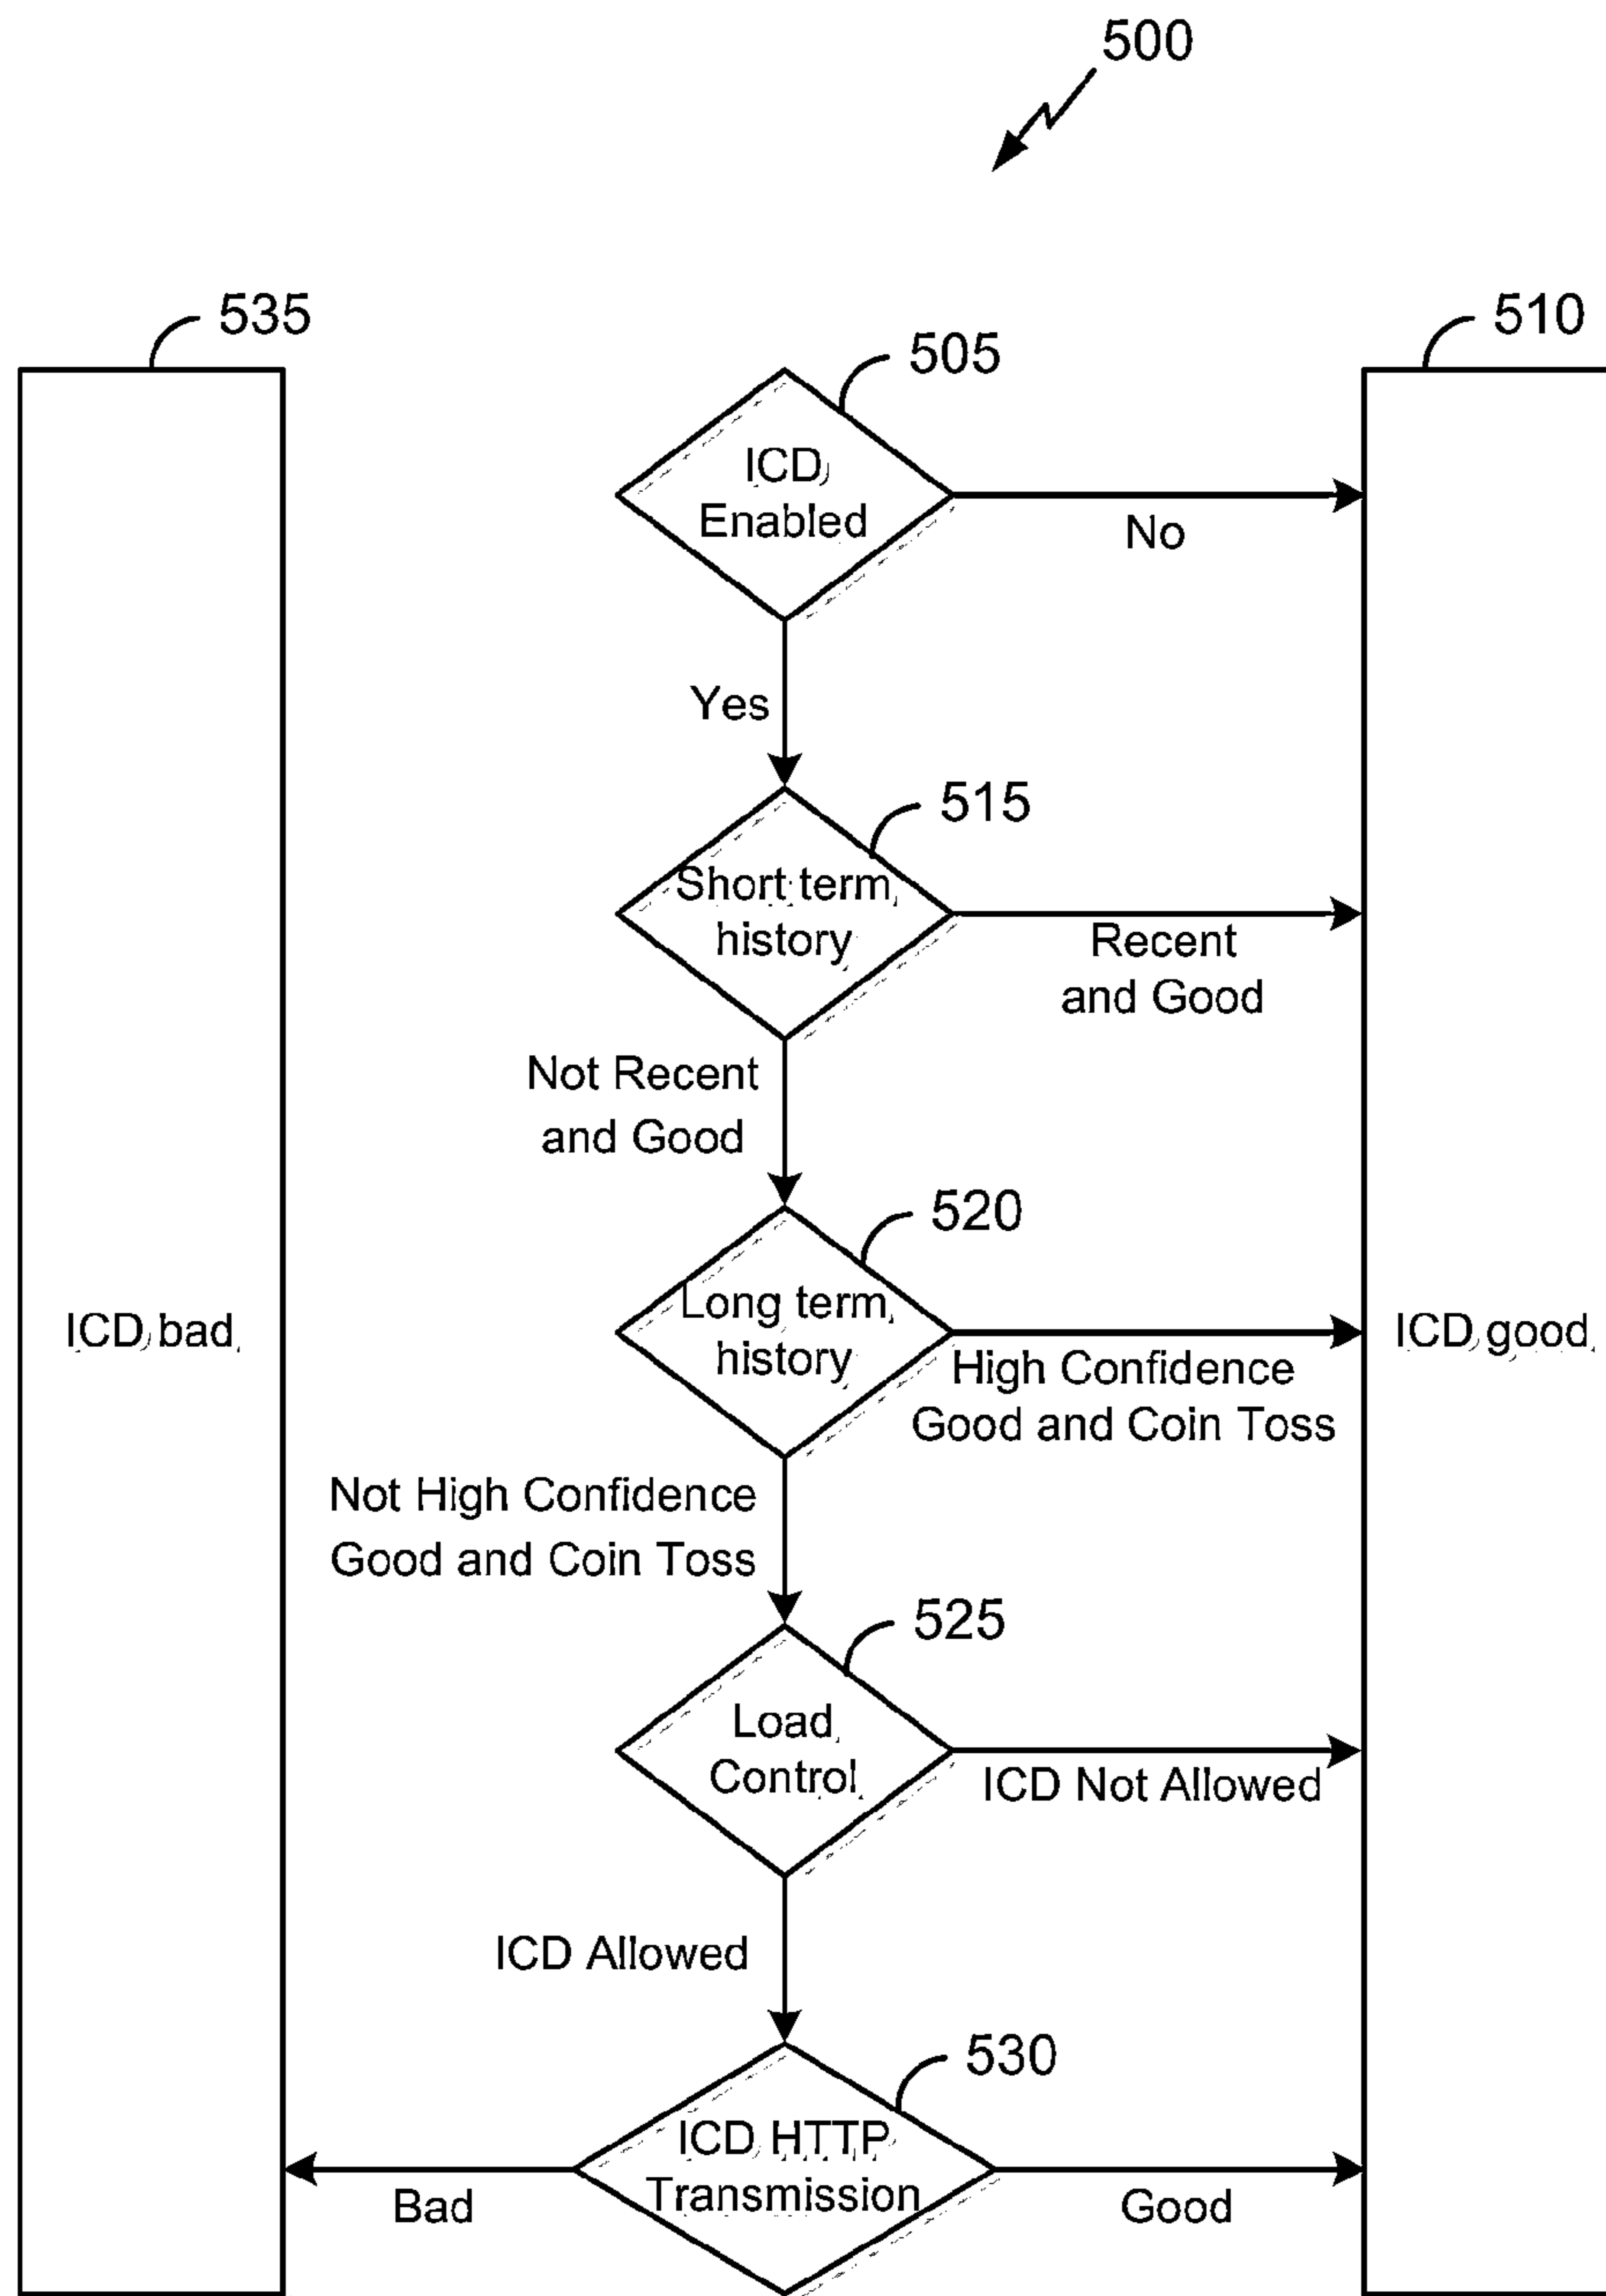 500
535
505
510
ICD
Enabled
No
Yes
515
Short term
history
Recent
and Good
Not Recent
and Good
520
Long term
history
ICD bad
ICD good
High Confidence
Good and Coin Toss
Not High Confidence
Good and Coin Toss
525
Load
Control
ICD Not Allowed
ICD Allowed
530
ICD HTTP
Transmission
Bad
Good